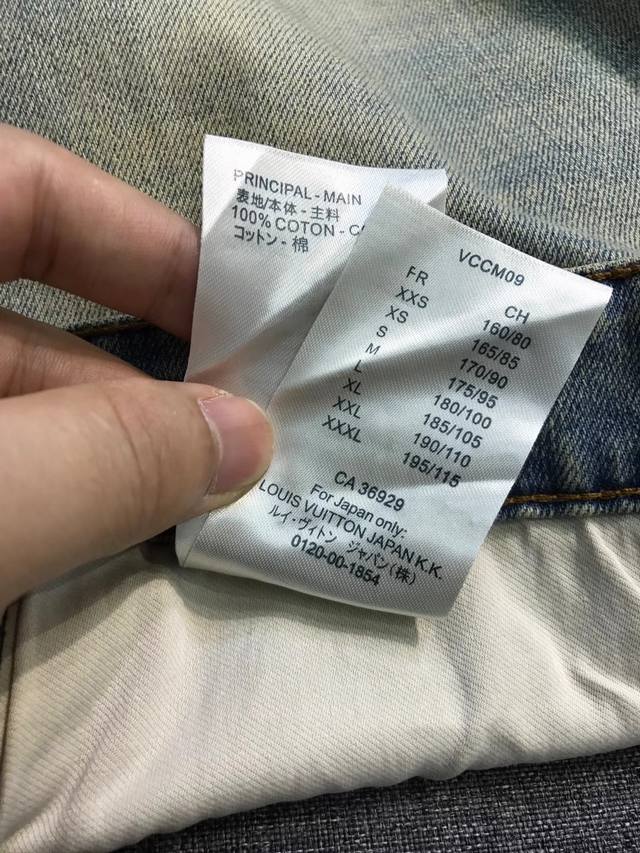 PRINCIPAL - MAIN
表地/本体 - 主料
100% COTON - C
コットン - 棉
VCCM09
FR CH
XXS 160/80
XS 165/85
S 170/90
M 175/95
L 180/100
XL 185/105
XXL 190/110
XXXL 195/115
CA 36929
For Japan only:
LOUIS VUITTON JAPAN K.K.
ルイ・ヴィトン ジャパン(株)
0120-00-1854